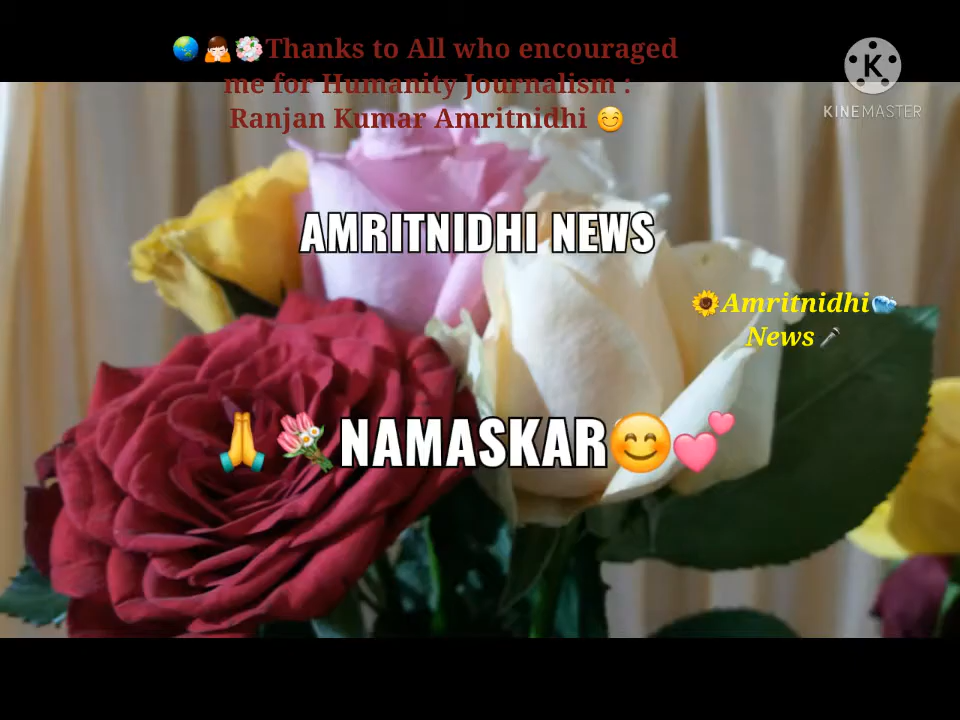 🌏🙇🏻💐Thanks to All who encouraged
me for Humanity Journalism :
Ranjan Kumar Amritnidhi 😊
KINEMASTER
AMRITNIDHI NEWS
🌻Amritnidhi🌨
News🎤
🙏💐 NAMASKAR😊💕